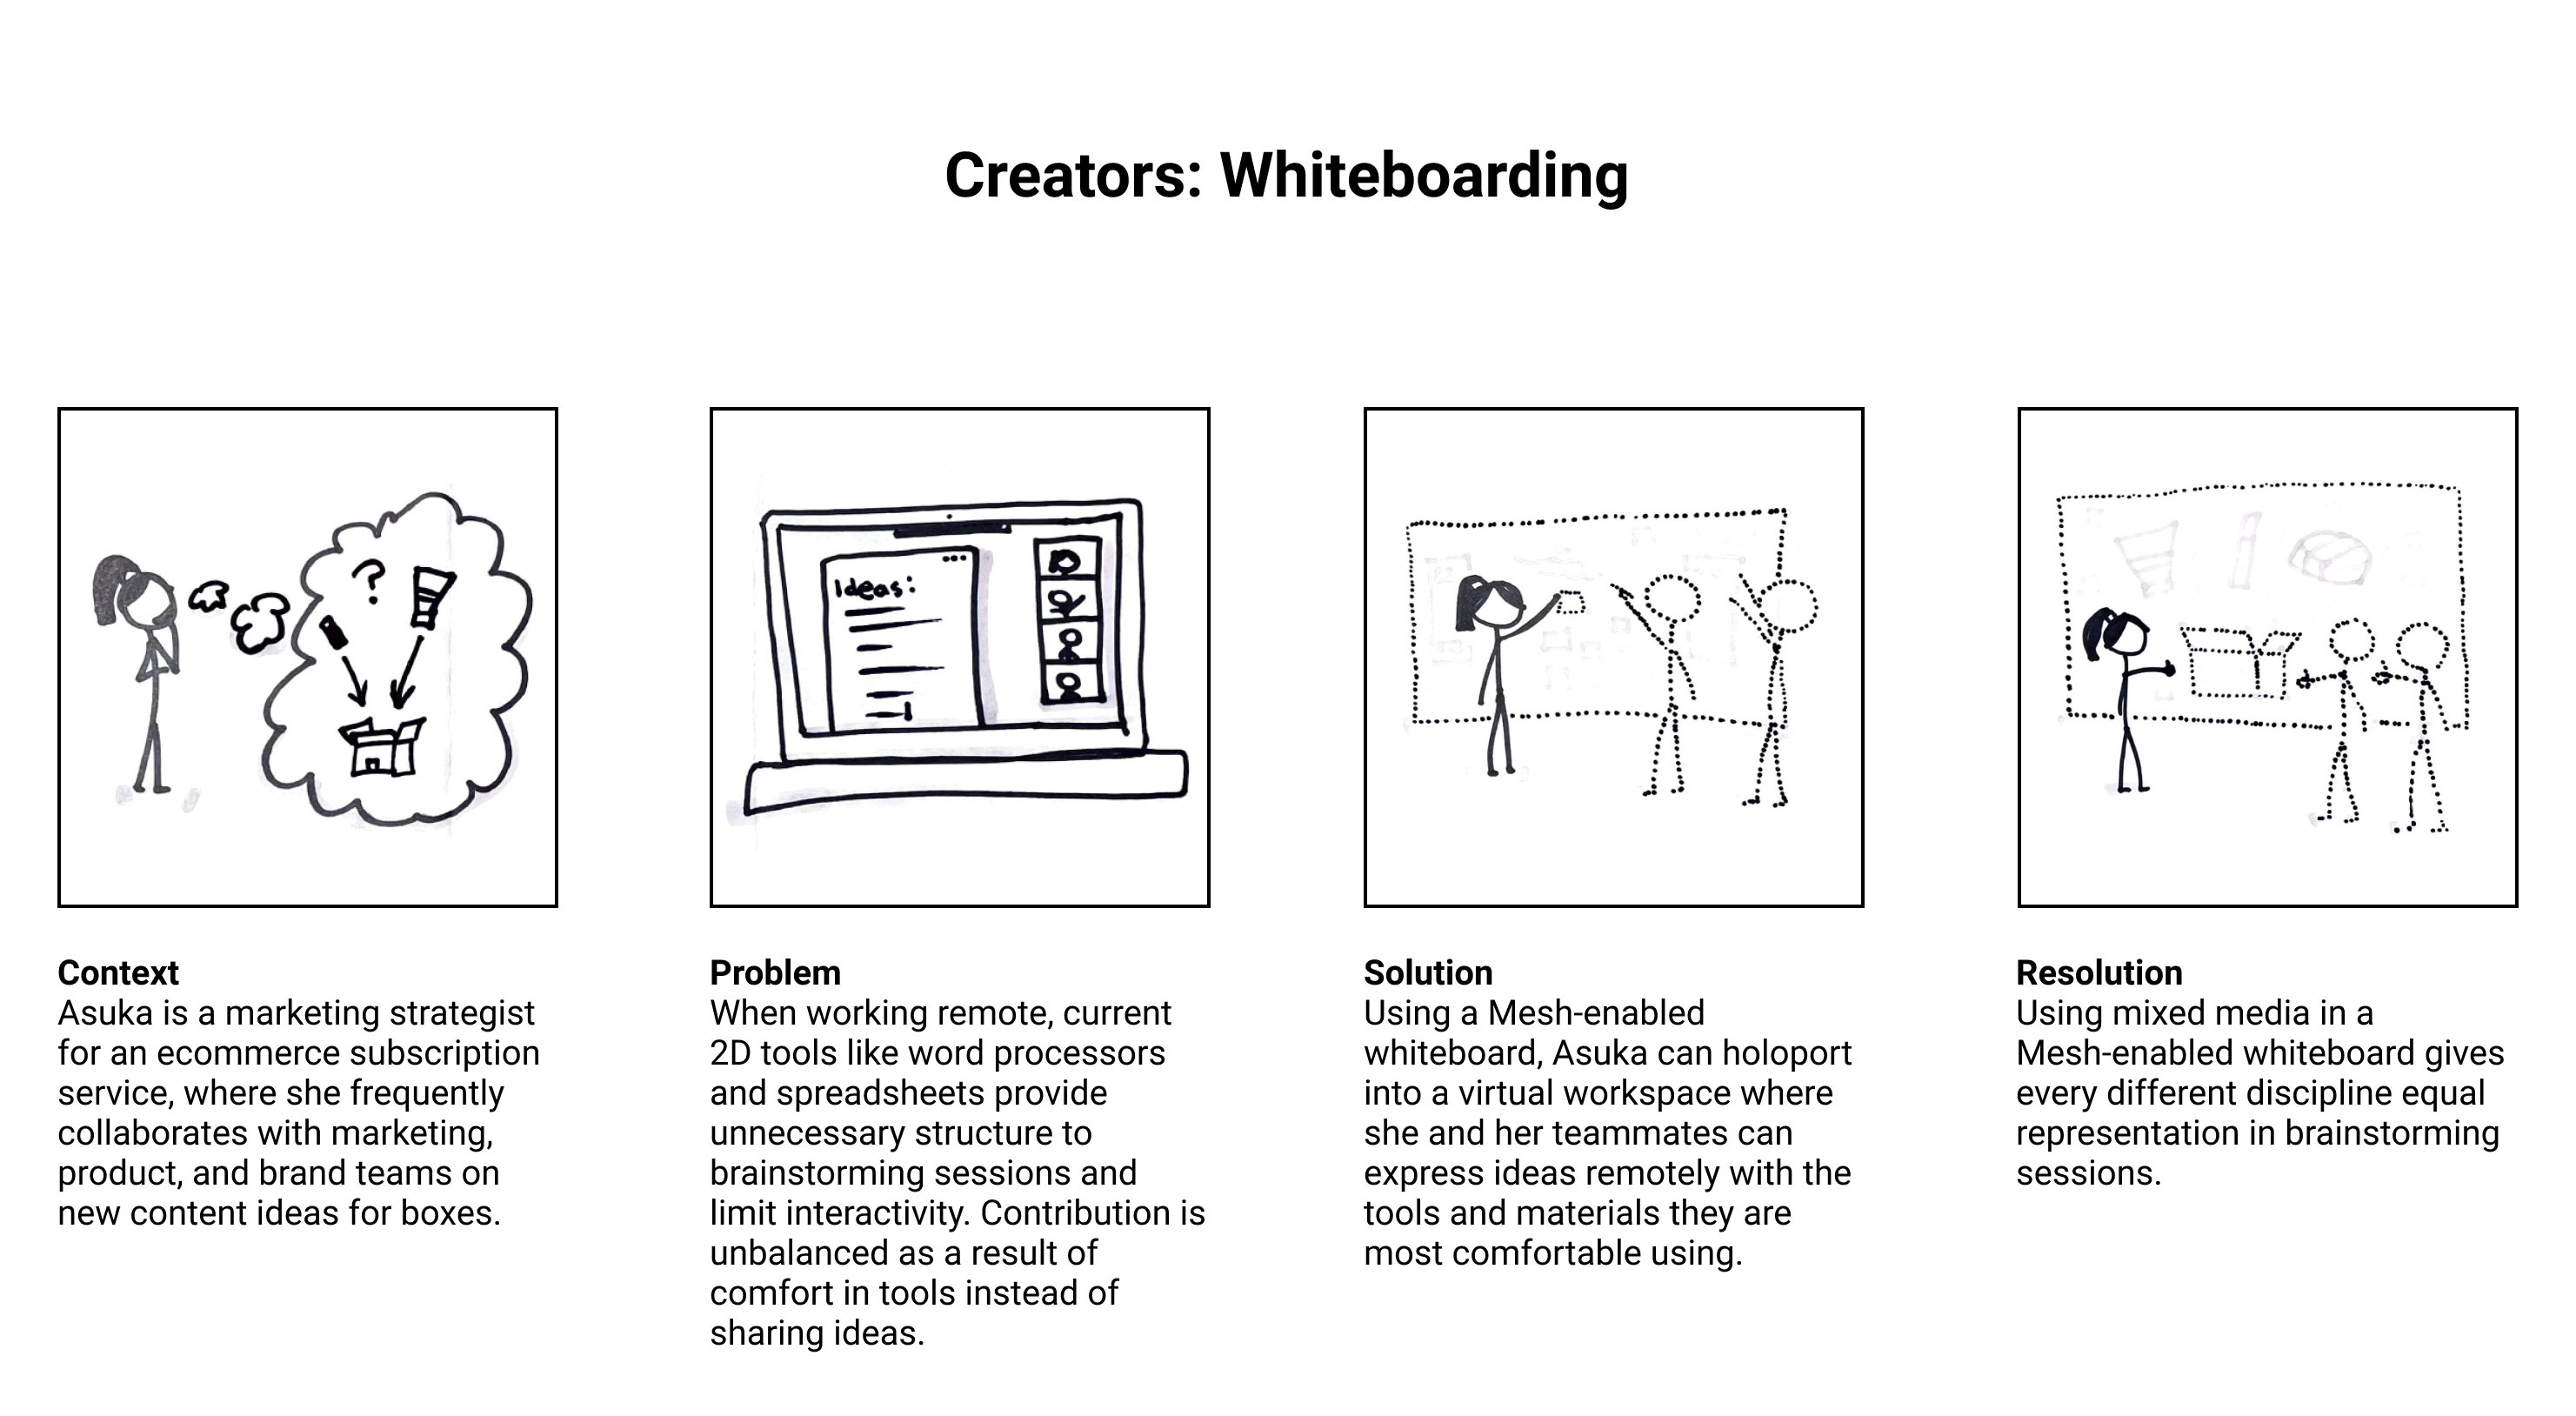 Creators: Whiteboarding
?
Ideas:
Context
Asuka is a marketing strategist
for an ecommerce subscription
service, where she frequently
collaborates with marketing,
product, and brand teams on
new content ideas for boxes.
Problem
When working remote, current
2D tools like word processors
and spreadsheets provide
unnecessary structure to
brainstorming sessions and
limit interactivity. Contribution is
unbalanced as a result of
comfort in tools instead of
sharing ideas.
Solution
Using a Mesh-enabled
whiteboard, Asuka can holoport
into a virtual workspace where
she and her teammates can
express ideas remotely with the
tools and materials they are
most comfortable using.
Resolution
Using mixed media in a
Mesh-enabled whiteboard gives
every different discipline equal
representation in brainstorming
sessions.